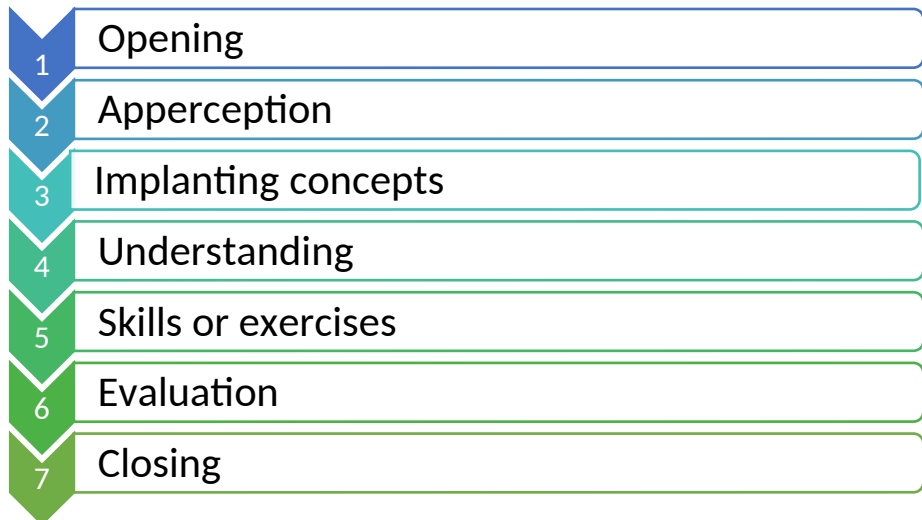 1 Opening
2 Apperception
3 Implanting concepts
4 Understanding
5 Skills or exercises
6 Evaluation
7 Closing